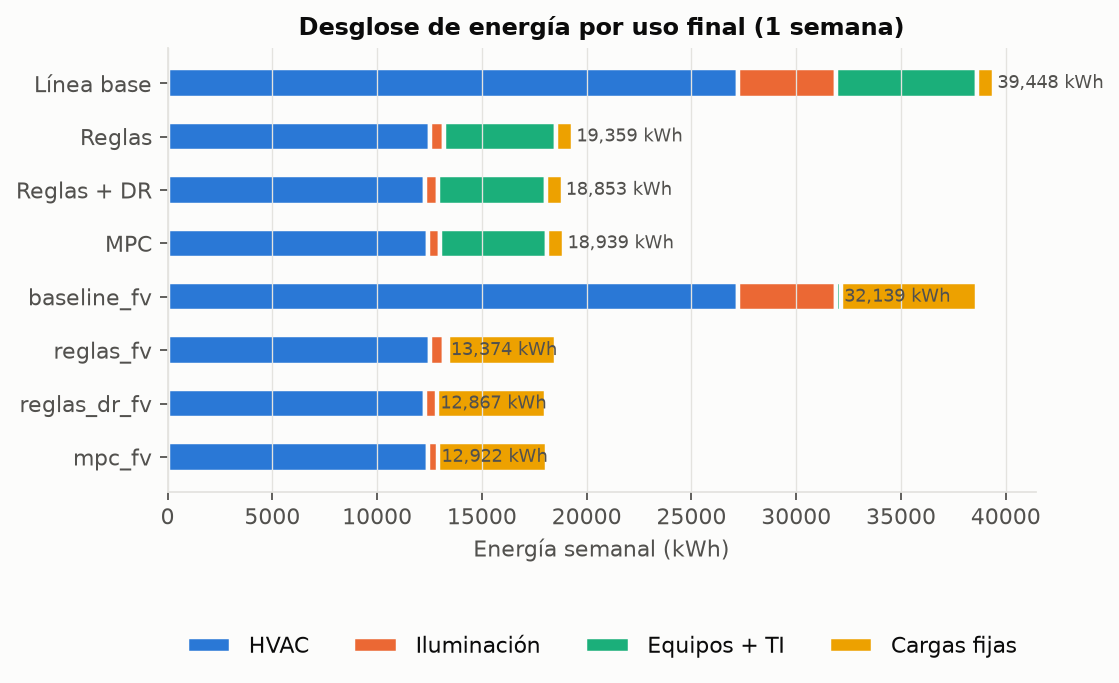 Desglose de energía por uso final (1 semana)
Línea base
39,448 kWh
Reglas
19,359 kWh
Reglas + DR
18,853 kWh
MPC
18,939 kWh
baseline_fv
32,139 kWh
reglas_fv
13,374 kWh
reglas_dr_fv
12,867 kWh
mpc_fv
12,922 kWh
0 5000 10000 15000 20000 25000 30000 35000 40000
Energía semanal (kWh)
HVAC Iluminación Equipos + TI Cargas fijas